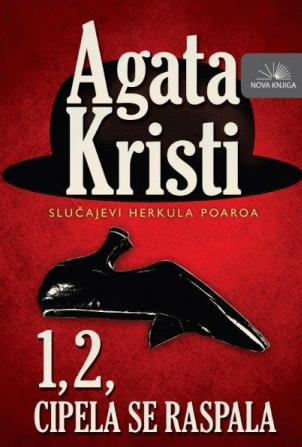 Agata
Kristi
NOVA KNJIGA
SLUČAJEVI HERKULA POAROA
1,2,
CIPELA SE RASPALA